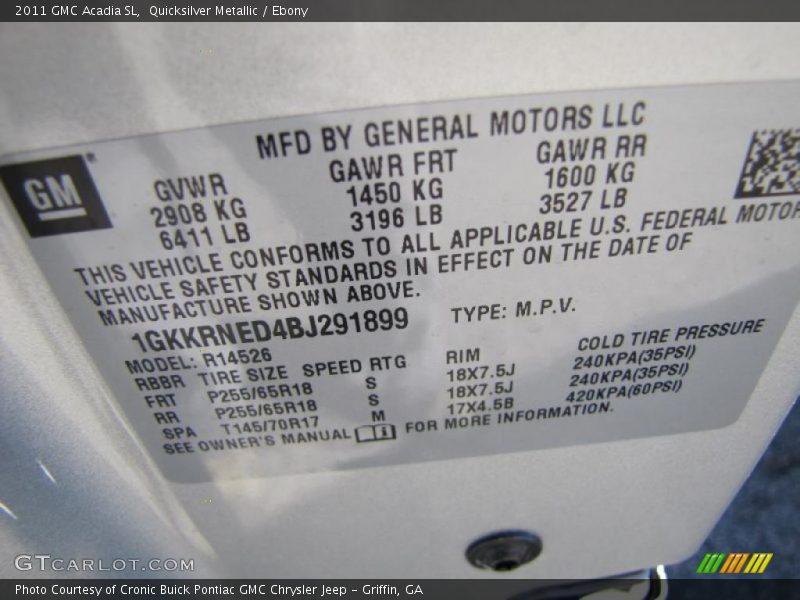 2011 GMC Acadia SL, Quicksilver Metallic / Ebony
MFD BY GENERAL MOTORS LLC
GM
GVWR GAWR FRT GAWR RR
2908 KG 1450 KG 1600 KG
6411 LB 3196 LB 3527 LB
THIS VEHICLE CONFORMS TO ALL APPLICABLE U.S. FEDERAL MOTOR
VEHICLE SAFETY STANDARDS IN EFFECT ON THE DATE OF
MANUFACTURE SHOWN ABOVE.
1GKKRNED4BJ291899 TYPE: M.P.V.
MODEL: R14526
RBBR TIRE SIZE SPEED RTG RIM COLD TIRE PRESSURE
FRT P255/65R18 S 18X7.5J 240KPA(35PSI)
RR P255/65R18 S 18X7.5J 240KPA(35PSI)
SPA T145/70R17 M 17X4.5B 420KPA(60PSI)
SEE OWNER'S MANUAL FOR MORE INFORMATION.
GTCARLOT.COM
Photo Courtesy of Cronic Buick Pontiac GMC Chrysler Jeep - Griffin, GA